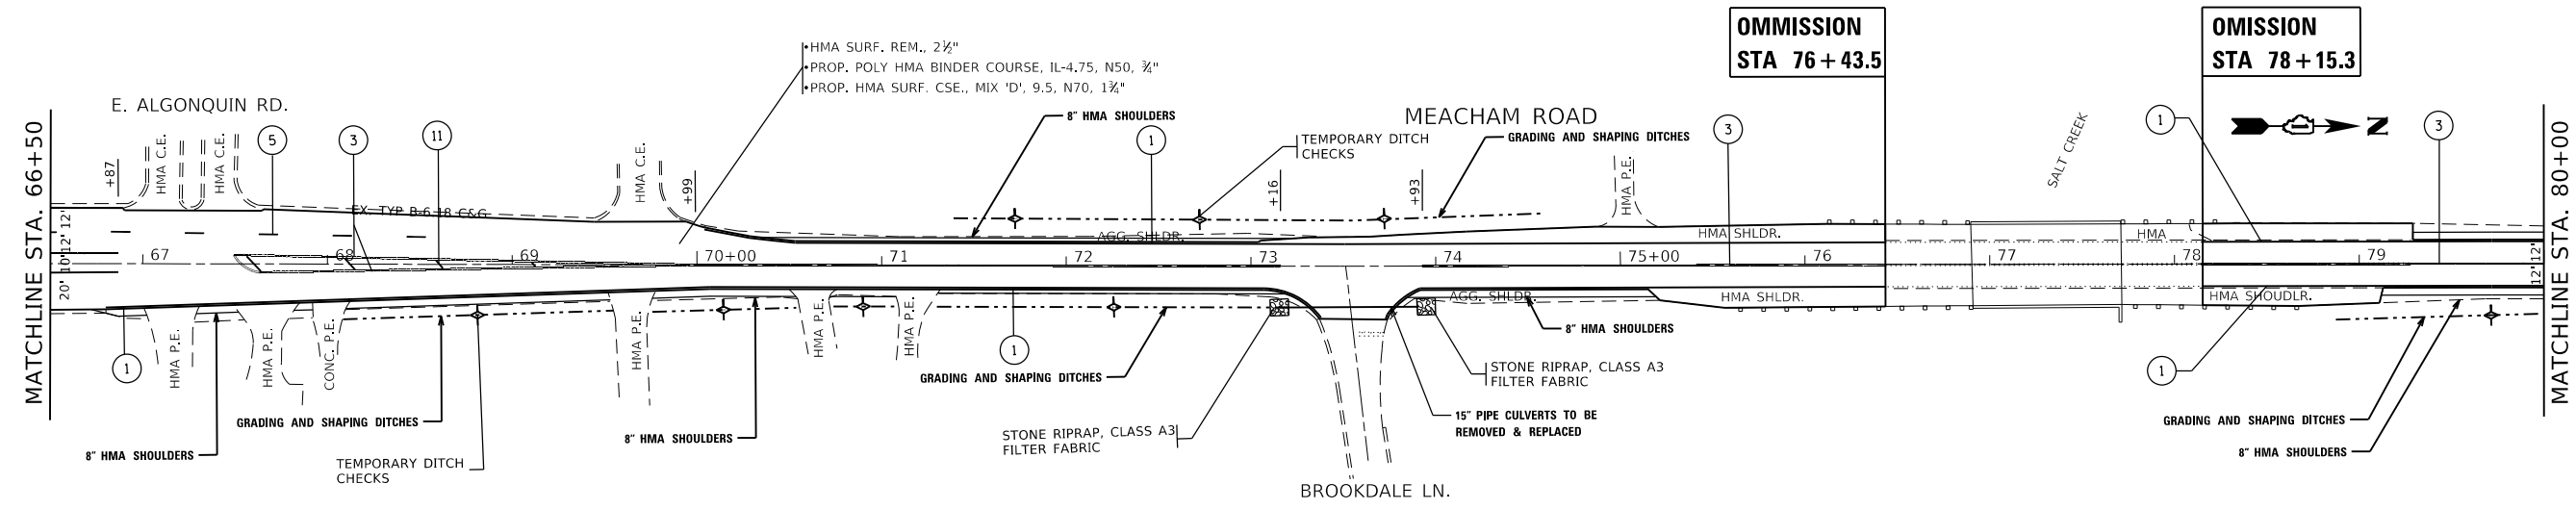 OMMISSION
STA 76+43.5
OMISSION
STA 78+15.3
•HMA SURF. REM., 2½"
•PROP. POLY HMA BINDER COURSE, IL-4.75, N50, ¾"
•PROP. HMA SURF. CSE., MIX 'D', 9.5, N70, 1¾"
E. ALGONQUIN RD.
8" HMA SHOULDERS
MEACHAM ROAD
TEMPORARY DITCH
CHECKS
GRADING AND SHAPING DITCHES
SALT CREEK
N
5
3
11
1
3
1
3
MATCHLINE STA. 66+50
MATCHLINE STA. 80+00
+87
HMA C.E.
HMA C.E.
HMA C.E.
+99
+16
+93
HMA P.E.
EX. TYP B-6.18 C&G
AGG. SHLDR.
HMA SHLDR.
HMA
20' 10' 12' 12' 12'
67
68
69
70+00
71
72
73
74
75+00
76
77
78
79
12' 12'
AGG. SHLDR.
HMA SHLDR.
HMA SHOUDLR.
1
HMA P.E.
HMA P.E.
CONC. P.E.
HMA P.E.
HMA P.E.
HMA P.E.
1
1
8" HMA SHOULDERS
GRADING AND SHAPING DITCHES
STONE RIPRAP, CLASS A3
FILTER FABRIC
15" PIPE CULVERTS TO BE
REMOVED & REPLACED
GRADING AND SHAPING DITCHES
8" HMA SHOULDERS
STONE RIPRAP, CLASS A3
FILTER FABRIC
8" HMA SHOULDERS
GRADING AND SHAPING DITCHES
8" HMA SHOULDERS
TEMPORARY DITCH
CHECKS
BROOKDALE LN.